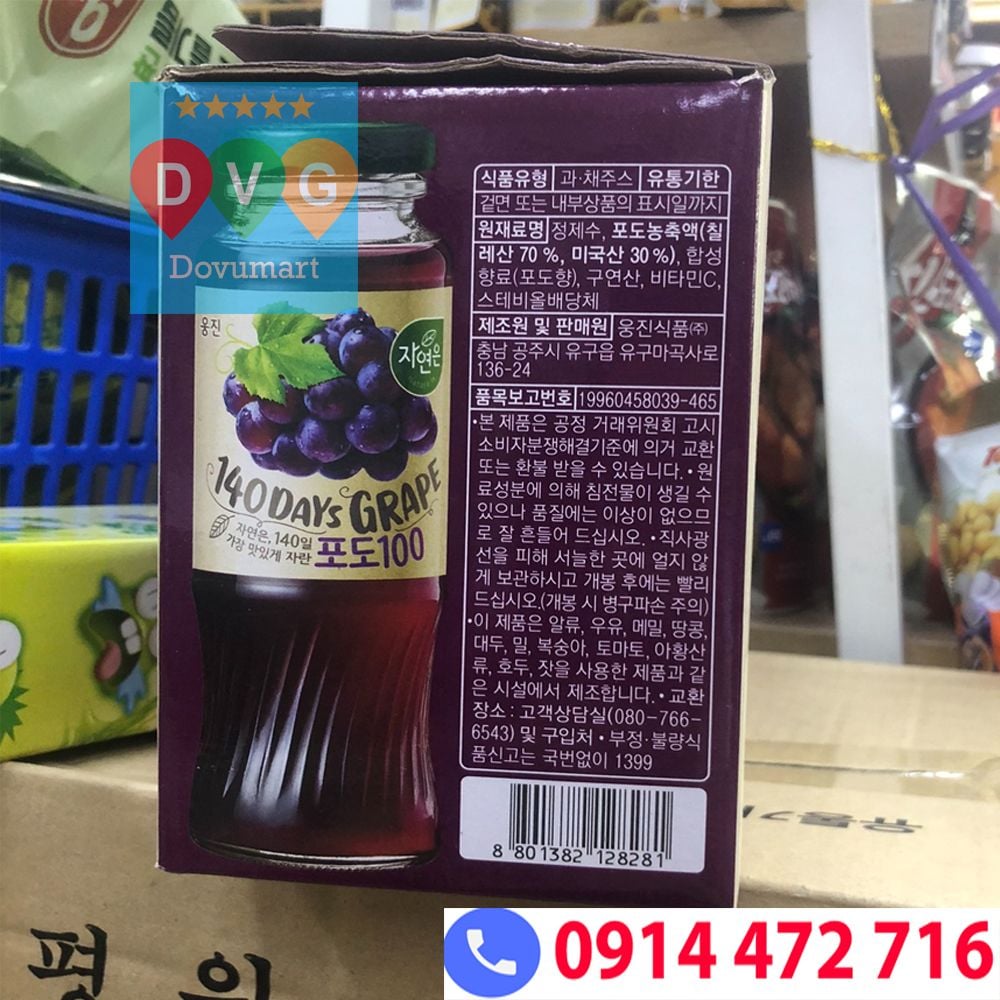 DVG
Dovumart
웅진
자연은
140DAYS GRAPE
자연은, 140일
가장 맛있게 자란
포도100
식품유형 과·채주스 유통기한
겉면 또는 내부상품의 표시일까지
원재료명 정제수, 포도농축액(칠
레산 70 %, 미국산 30 %), 합성
향료(포도향), 구연산, 비타민C,
스테비올배당체
제조원 및 판매원 웅진식품㈜
충남 공주시 유구읍 유구마곡사로
136-24
품목보고번호 19960458039-465
•본 제품은 공정 거래위원회 고시
소비자분쟁해결기준에 의거 교환
또는 환불 받을 수 있습니다. • 원
료성분에 의해 침전물이 생길 수
있으나 품질에는 이상이 없으므
로 잘 흔들어 드십시오. •직사광
선을 피해 서늘한 곳에 얼지 않
게 보관하시고 개봉 후에는 빨리
드십시오.(개봉 시 병구파손 주의)
•이 제품은 알류, 우유, 메밀, 땅콩,
대두, 밀, 복숭아, 토마토, 아황산
류, 호두, 잣을 사용한 제품과 같
은 시설에서 제조합니다. • 교환
장소 : 고객상담실(080-766-
6543) 및 구입처 • 부정·불량식
품신고는 국번없이 1399
8 801382 128281
0914 472 716